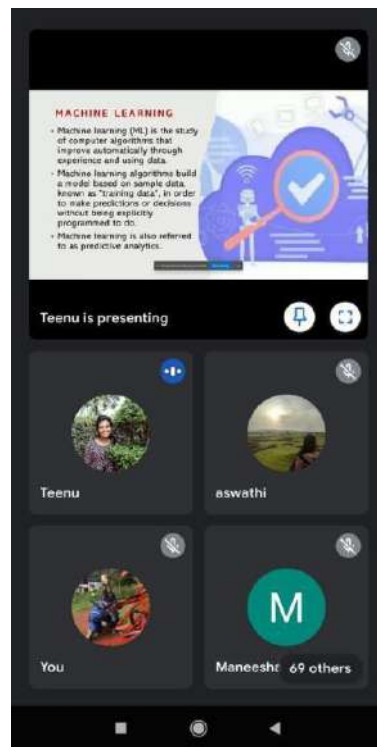 MACHINE LEARNING
• Machine learning (ML) is the study
of computer algorithms that
improve automatically through
experience and using data.
• Machine learning algorithms build
a model based on sample data,
known as "training data", in order
to make predictions or decisions
without being explicitly
programmed to do.
• Machine learning is also referred
to as predictive analytics.
Teenu is presenting
Teenu
aswathi
You
M
Maneesha
69 others